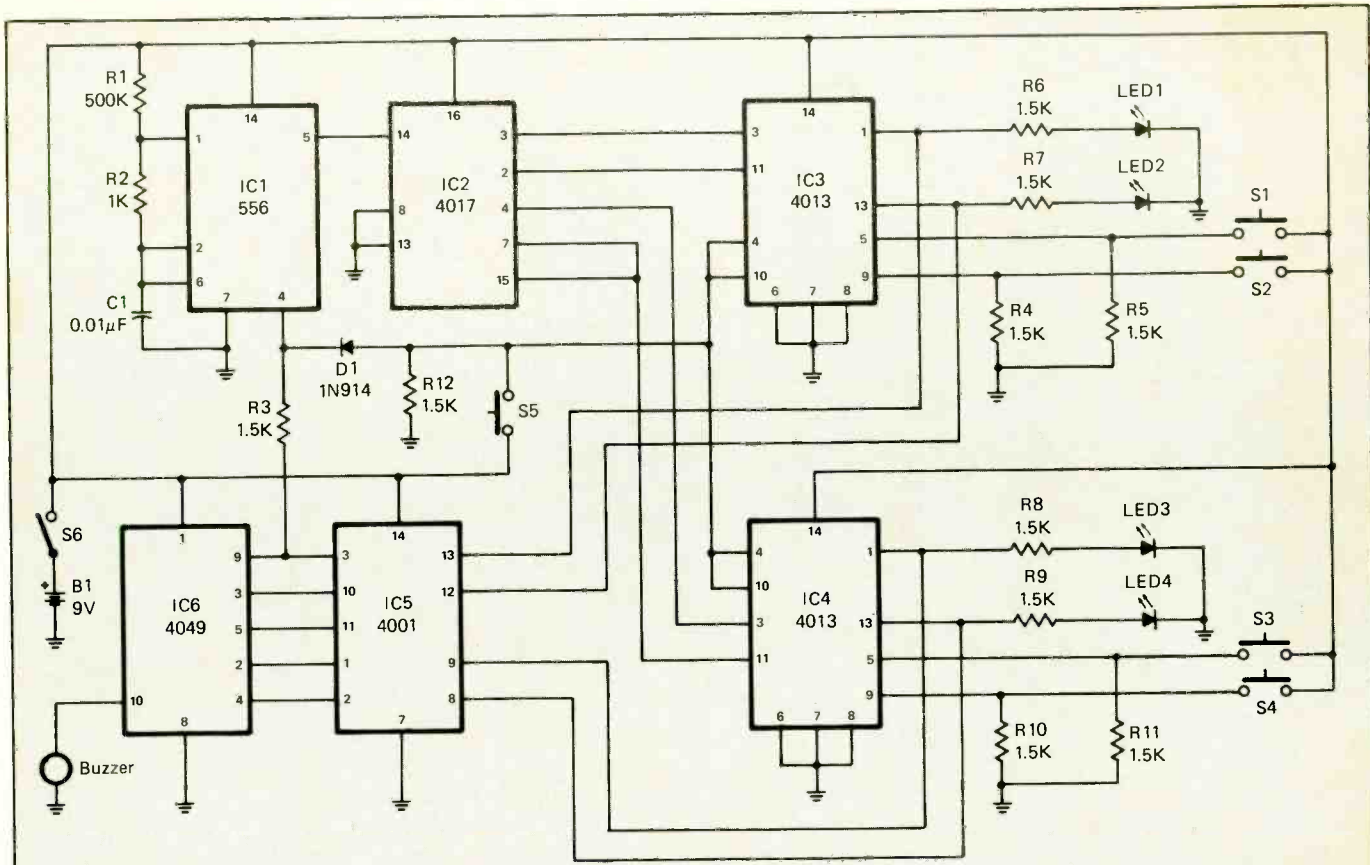 R1
500K
R2
1K
C1
0.01µF
14
1
5
IC1
556
2
6
7
4
16
14
3
2
IC2
4017
8
4
13
7
15
14
3
1
11
IC3
4013
13
4
5
10
9
6
7
8
R6
1.5K
LED1
R7
1.5K
LED2
S1
S2
R4
1.5K
R5
1.5K
D1
1N914
R12
1.5K
S5
R3
1.5K
S6
+
B1
9V
1
9
IC6
4049
3
5
2
4
10
8
Buzzer
14
3
13
10
12
IC5
4001
11
1
9
2
8
7
14
4
1
10
IC4
4013
13
3
5
11
9
6
7
8
R8
1.5K
LED3
R9
1.5K
LED4
S3
S4
R10
1.5K
R11
1.5K